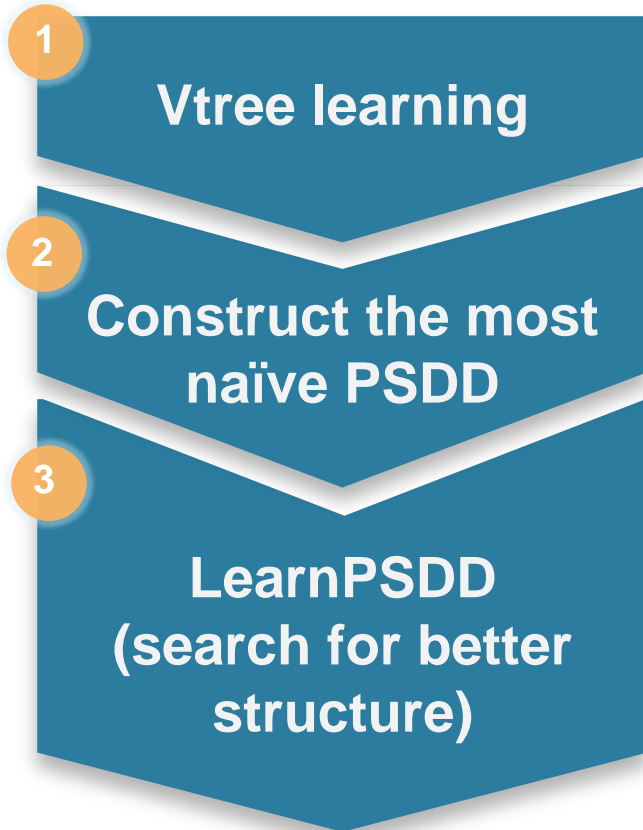 1
Vtree learning
2
Construct the most
naïve PSDD
3
LearnPSDD
(search for better
structure)